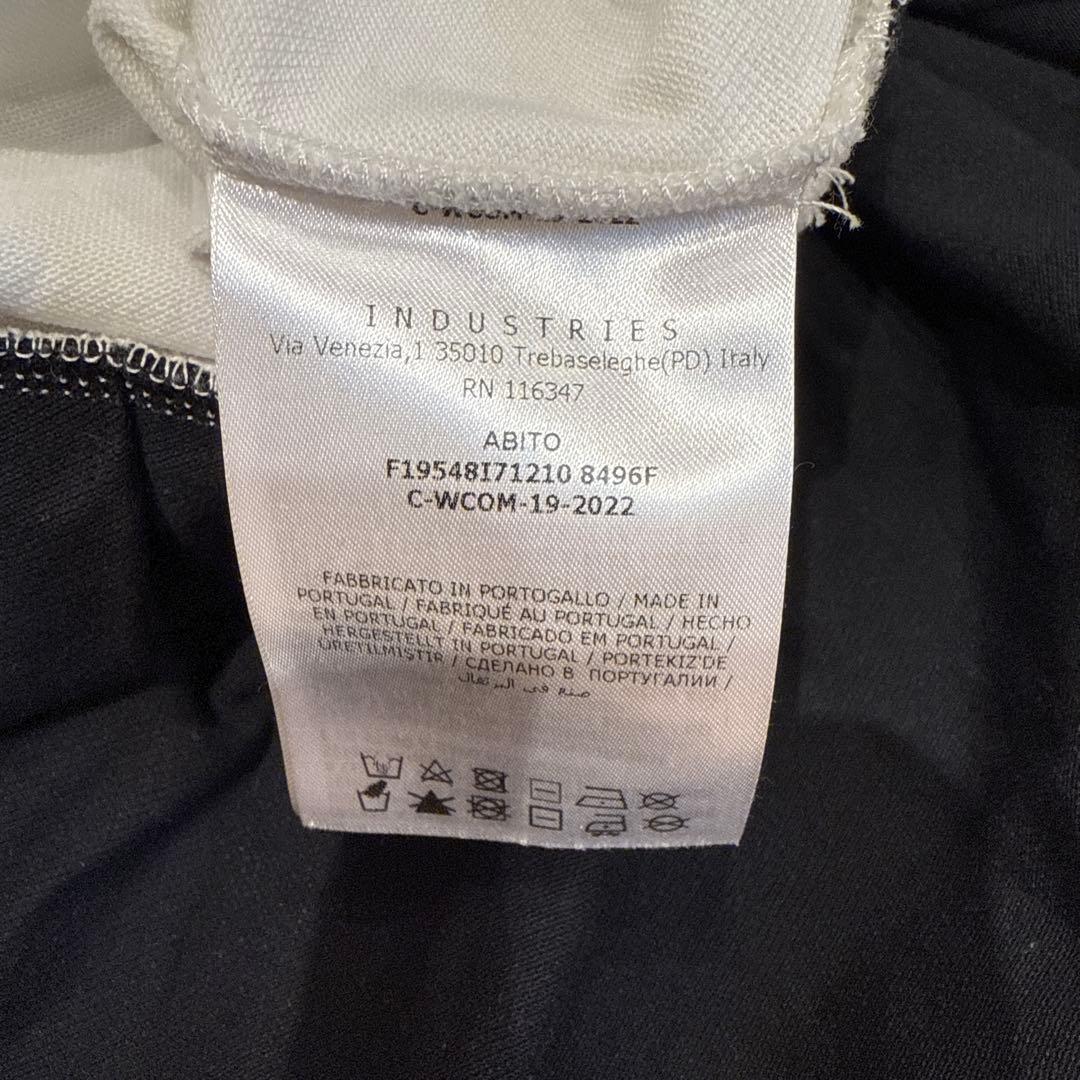 INDUSTRIES
Via Venezia,1 35010 Trebaseleghe(PD) Italy
RN 116347
ABITO
F19548I71210 8496F
C-WCOM-19-2022
FABBRICATO IN PORTOGALLO / MADE IN
PORTUGAL / FABRIQUÉ AU PORTUGAL / HECHO
EN PORTUGAL / FABRICADO EM PORTUGAL /
HERGESTELLT IN PORTUGAL / PORTEKIZ'DE
ÜRETILMISTIR / СДЕЛАНО В ПОРТУГАЛИИ /
صنع في البرتغال